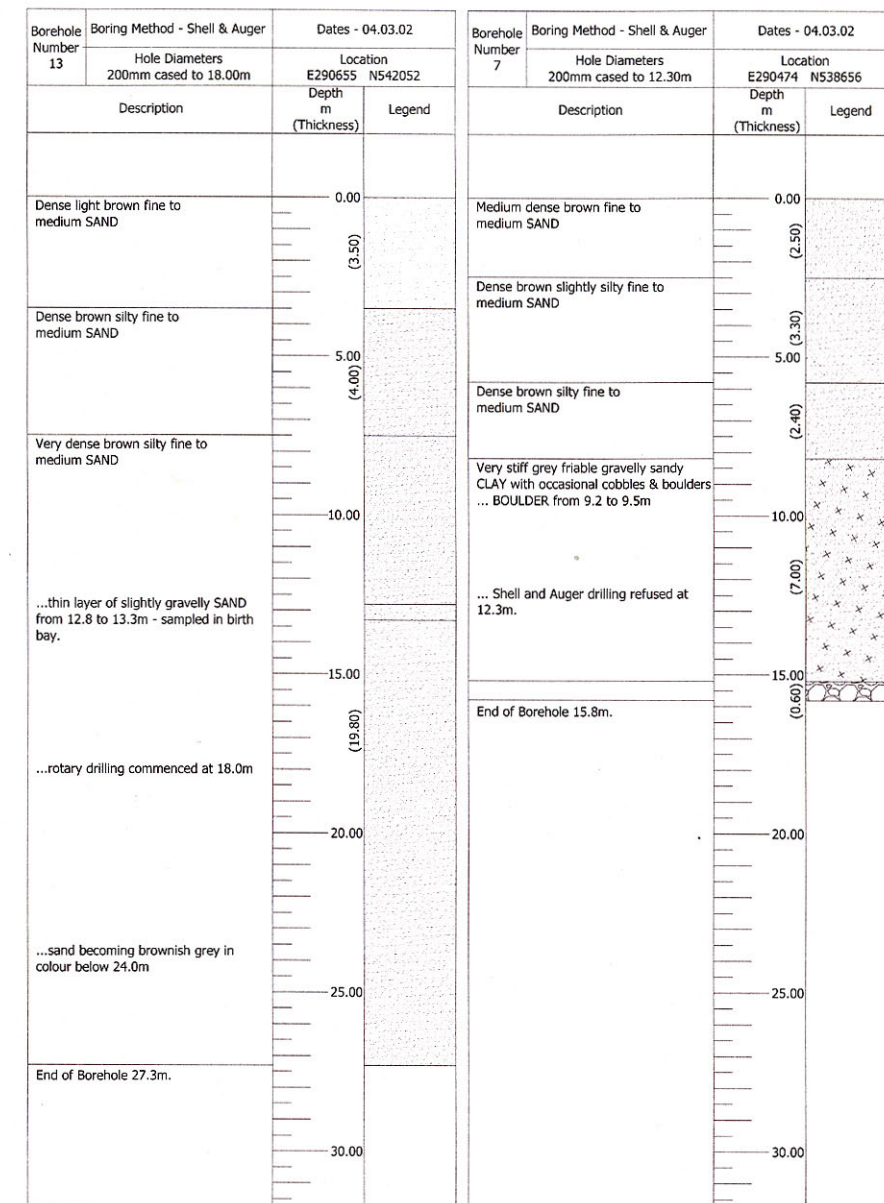 Borehole
Number
13
Boring Method - Shell & Auger
Dates - 04.03.02
Hole Diameters
200mm cased to 18.00m
Location
E290655 N542052
Description
Depth
m
(Thickness)
Legend
0.00
Dense light brown fine to
medium SAND
(3.50)
Dense brown silty fine to
medium SAND
5.00
(4.00)
Very dense brown silty fine to
medium SAND
10.00
...thin layer of slightly gravelly SAND
from 12.8 to 13.3m - sampled in birth
bay.
15.00
(19.80)
...rotary drilling commenced at 18.0m
20.00
...sand becoming brownish grey in
colour below 24.0m
25.00
End of Borehole 27.3m.
30.00
Borehole
Number
7
Boring Method - Shell & Auger
Dates - 04.03.02
Hole Diameters
200mm cased to 12.30m
Location
E290474 N538656
Description
Depth
m
(Thickness)
Legend
0.00
Medium dense brown fine to
medium SAND
(2.50)
Dense brown slightly silty fine to
medium SAND
(3.30)
5.00
Dense brown silty fine to
medium SAND
(2.40)
Very stiff grey friable gravelly sandy
CLAY with occasional cobbles & boulders
... BOULDER from 9.2 to 9.5m
10.00
(7.00)
... Shell and Auger drilling refused at
12.3m.
15.00
(0.60)
End of Borehole 15.8m.
20.00
25.00
30.00